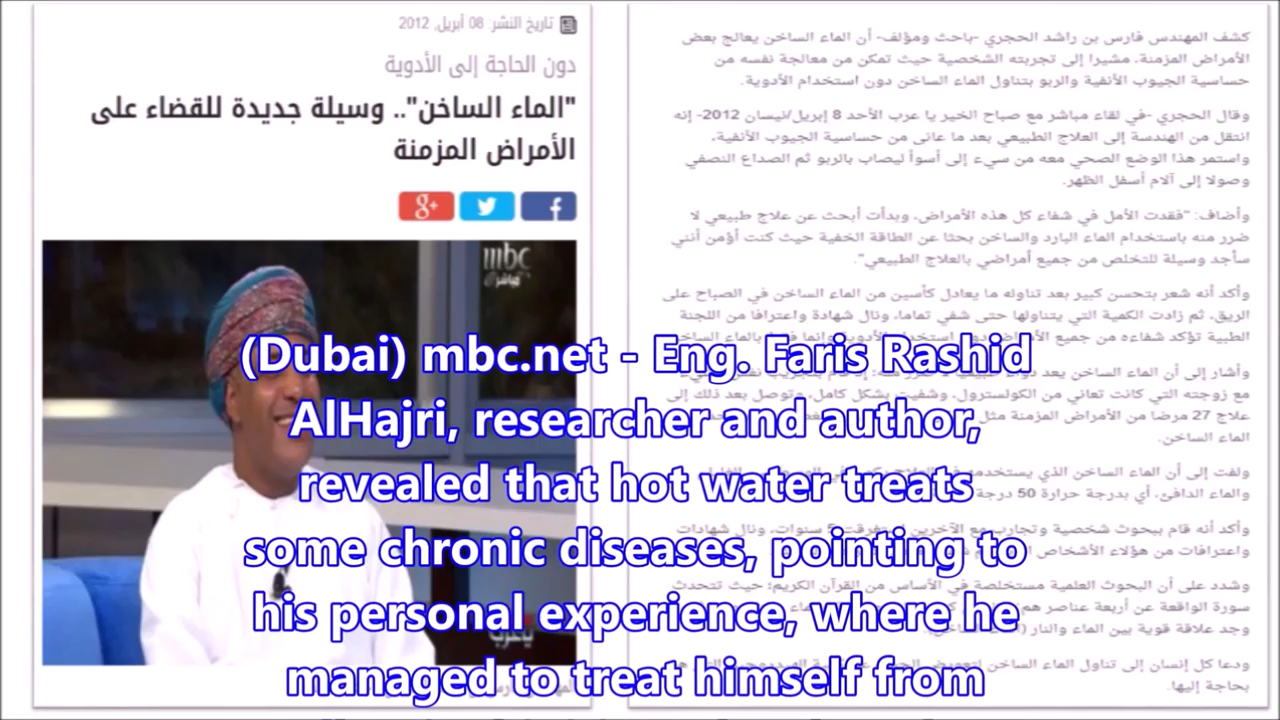 تاريخ النشر: 08 أبريل, 2012
دون الحاجة إلى الأدوية
"الماء الساخن".. وسيلة جديدة للقضاء على
الأمراض المزمنة
mbc
مباشر
كشف المهندس فارس بن راشد الحجري -باحث ومؤلف- أن الماء الساخن يعالج بعض
الأمراض المزمنة، مشيرا إلى تجربته الشخصية حيث تمكن من معالجة نفسه من
حساسية الجيوب الأنفية والربو بتناول الماء الساخن دون استخدام الأدوية.
وقال الحجري -في لقاء مباشر مع صباح الخير يا عرب الأحد 8 إبريل/نيسان 2012- إنه
انتقل من الهندسة إلى العلاج الطبيعي بعد ما عانى من حساسية الجيوب الأنفية،
واستمر هذا الوضع الصحي معه من سيء إلى أسوأ ليصاب بالربو ثم الصداع النصفي
وصولا إلى آلام أسفل الظهر.
وأضاف: "فقدت الأمل في شفاء كل هذه الأمراض، وبدأت أبحث عن علاج طبيعي لا
ضرر منه باستخدام الماء البارد والساخن بحثا عن الطاقة الخفية حيث كنت أؤمن أنني
سأجد وسيلة للتخلص من جميع أمراضي بالعلاج الطبيعي".
وأكد أنه شعر بتحسن كبير بعد تناوله ما يعادل كأسين من الماء الساخن في الصباح على
الريق، ثم زادت الكمية التي يتناولها حتى شفي تماما، ونال شهادة واعترافا من اللجنة
الطبية تؤكد شفاءه من جميع
وأشار إلى أن الماء الساخن يعد
مع زوجته التي كانت تعاني من الكولسترول، وشفيت بشكل كامل، وتوصل بعد ذلك إلى
علاج 27 مرضا من الأمراض المزمنة مثل
الماء الساخن.
ولفت إلى أن الماء الساخن الذي يستخدمه
والماء الدافئ، أي بدرجة حرارة 50 درجة
وأكد أنه قام ببحوث شخصية وتجارب مع الآخرين استغرقت 5 سنوات، ونال شهادات
واعترافات من هؤلاء الأشخاص
وشدد على أن البحوث العلمية مستخلصة في الأساس من القرآن الكريم؛ حيث تتحدث
سورة الواقعة عن أربعة عناصر هم
وجد علاقة قوية بين الماء والنار
ودعا كل إنسان إلى تناول الماء الساخن
بحاجة إليها.
(Dubai) mbc.net - Eng. Faris Rashid
AlHajri, researcher and author,
revealed that hot water treats
some chronic diseases, pointing to
his personal experience, where he
managed to treat himself from